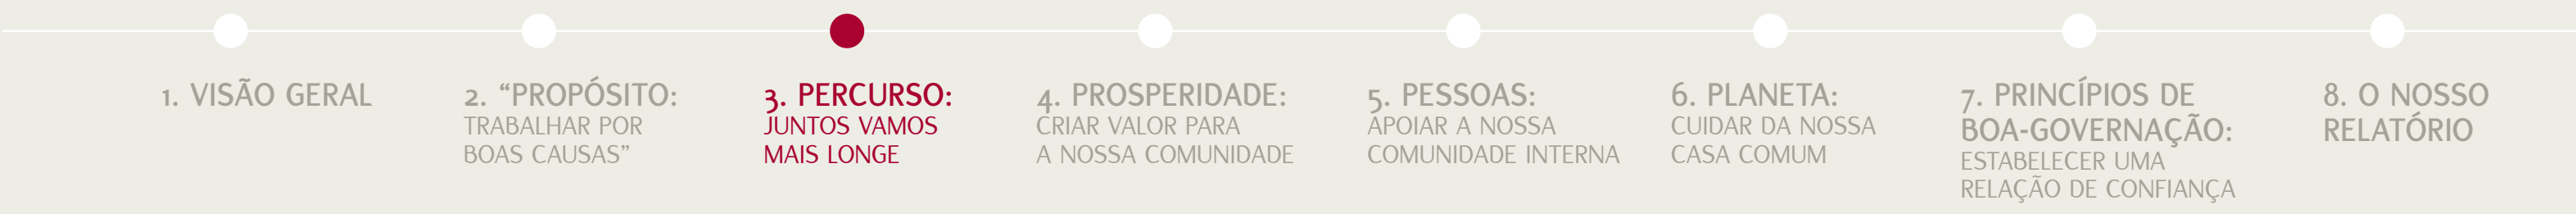 1. VISÃO GERAL
2. “PROPÓSITO:
TRABALHAR POR
BOAS CAUSAS”
3. PERCURSO:
JUNTOS VAMOS
MAIS LONGE
4. PROSPERIDADE:
CRIAR VALOR PARA
A NOSSA COMUNIDADE
5. PESSOAS:
APOIAR A NOSSA
COMUNIDADE INTERNA
6. PLANETA:
CUIDAR DA NOSSA
CASA COMUM
7. PRINCÍPIOS DE
BOA-GOVERNAÇÃO:
ESTABELECER UMA
RELAÇÃO DE CONFIANÇA
8. O NOSSO
RELATÓRIO